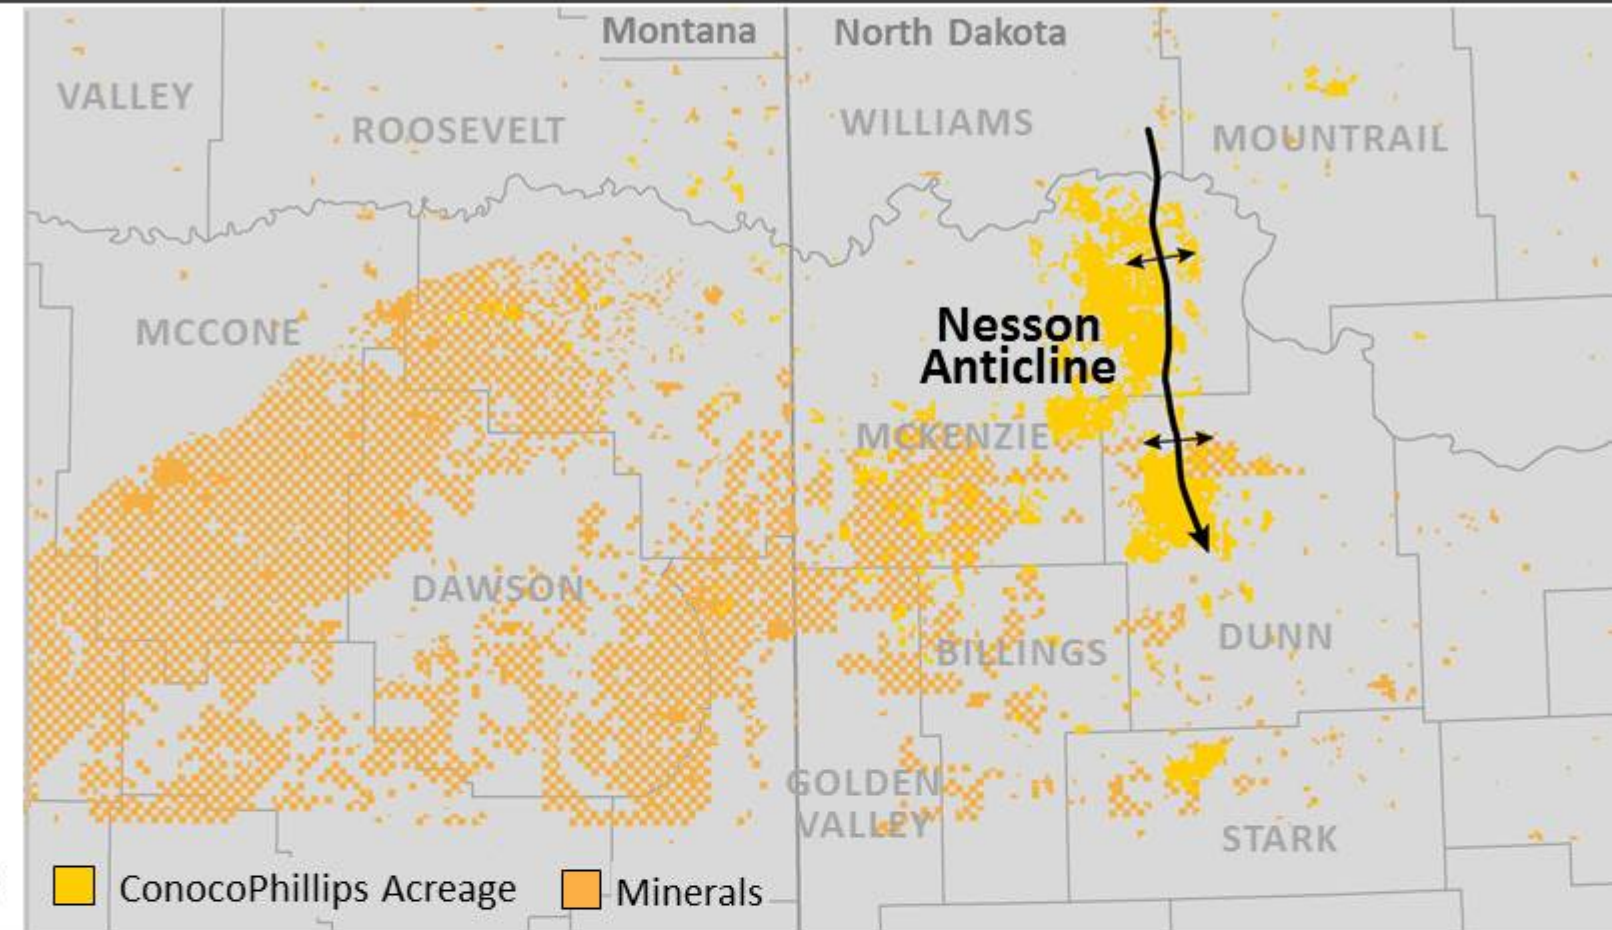 Montana
North Dakota
VALLEY
ROOSEVELT
WILLIAMS
MOUNTRAIL
MCCONE
Nesson
Anticline
MCKENZIE
DAWSON
BILLINGS
DUNN
GOLDEN
VALLEY
STARK
ConocoPhillips Acreage
Minerals